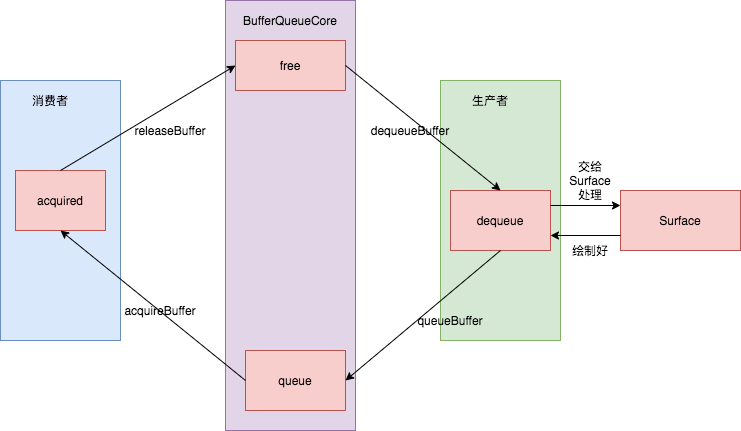 BufferQueueCore
free
消费者
生产者
releaseBuffer
dequeueBuffer
交给
Surface
处理
acquired
dequeue
Surface
绘制好
acquireBuffer
queueBuffer
queue